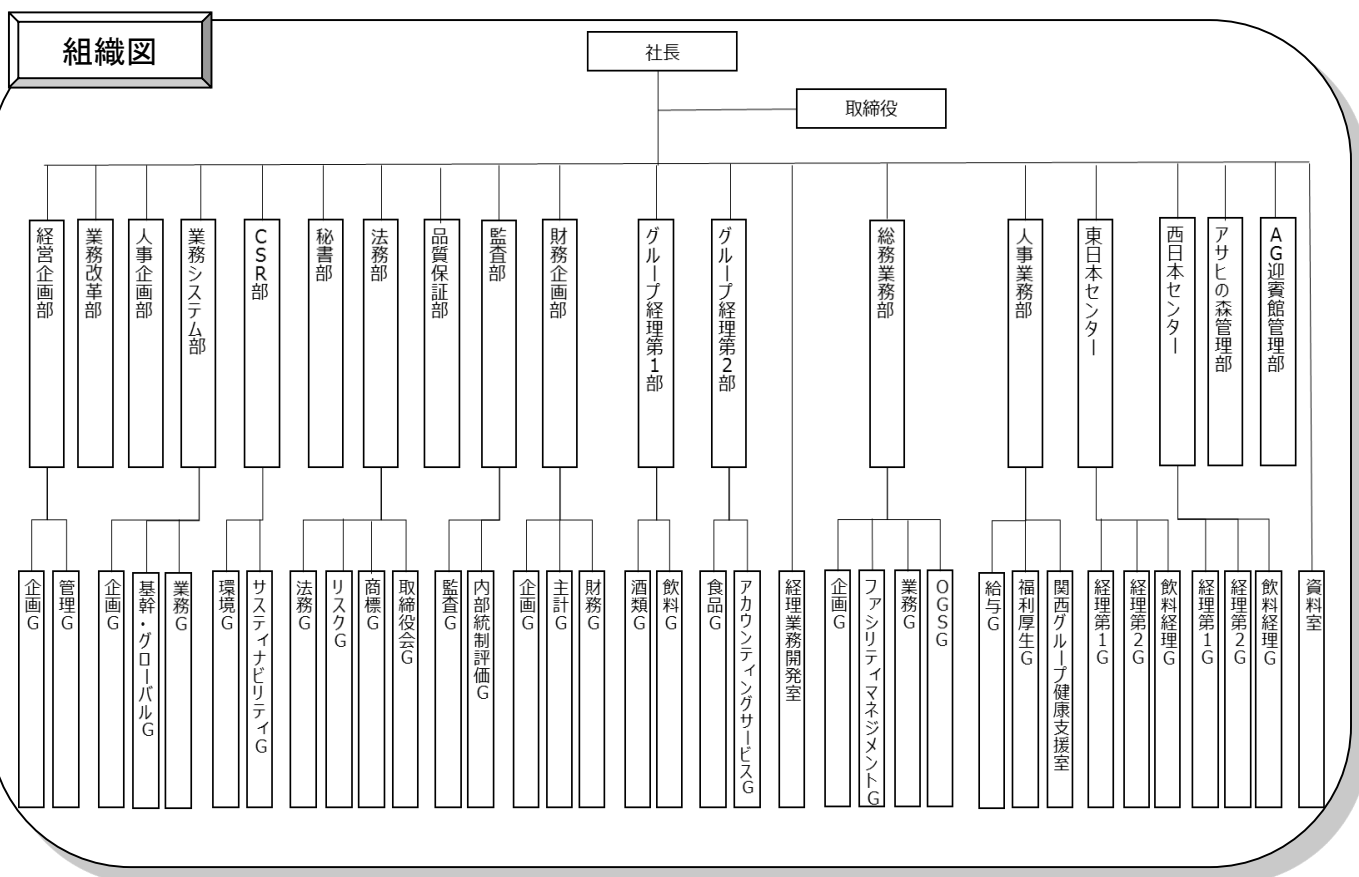 組織図
社長
取締役
経営企画部
業務改革部
人事企画部
業務システム部
CSR部
秘書部
法務部
品質保証部
監査部
財務企画部
グループ経理第1部
グループ経理第2部
総務業務部
人事業務部
東日本センター
西日本センター
アサヒの森管理部
AG迎賓館管理部
企画G
管理G
企画G
基幹・グローバルG
業務G
環境G
サスティナビリティG
法務G
リスクG
商標G
取締役会G
監査G
内部統制評価G
企画G
主計G
財務G
酒類G
飲料G
食品G
アカウンティングサービスG
経理業務開発室
企画G
ファシリティマネジメントG
業務G
OGSG
給与G
福利厚生G
関西グループ健康支援室
経理第1G
経理第2G
飲料経理G
経理第1G
経理第2G
飲料経理G
資料室